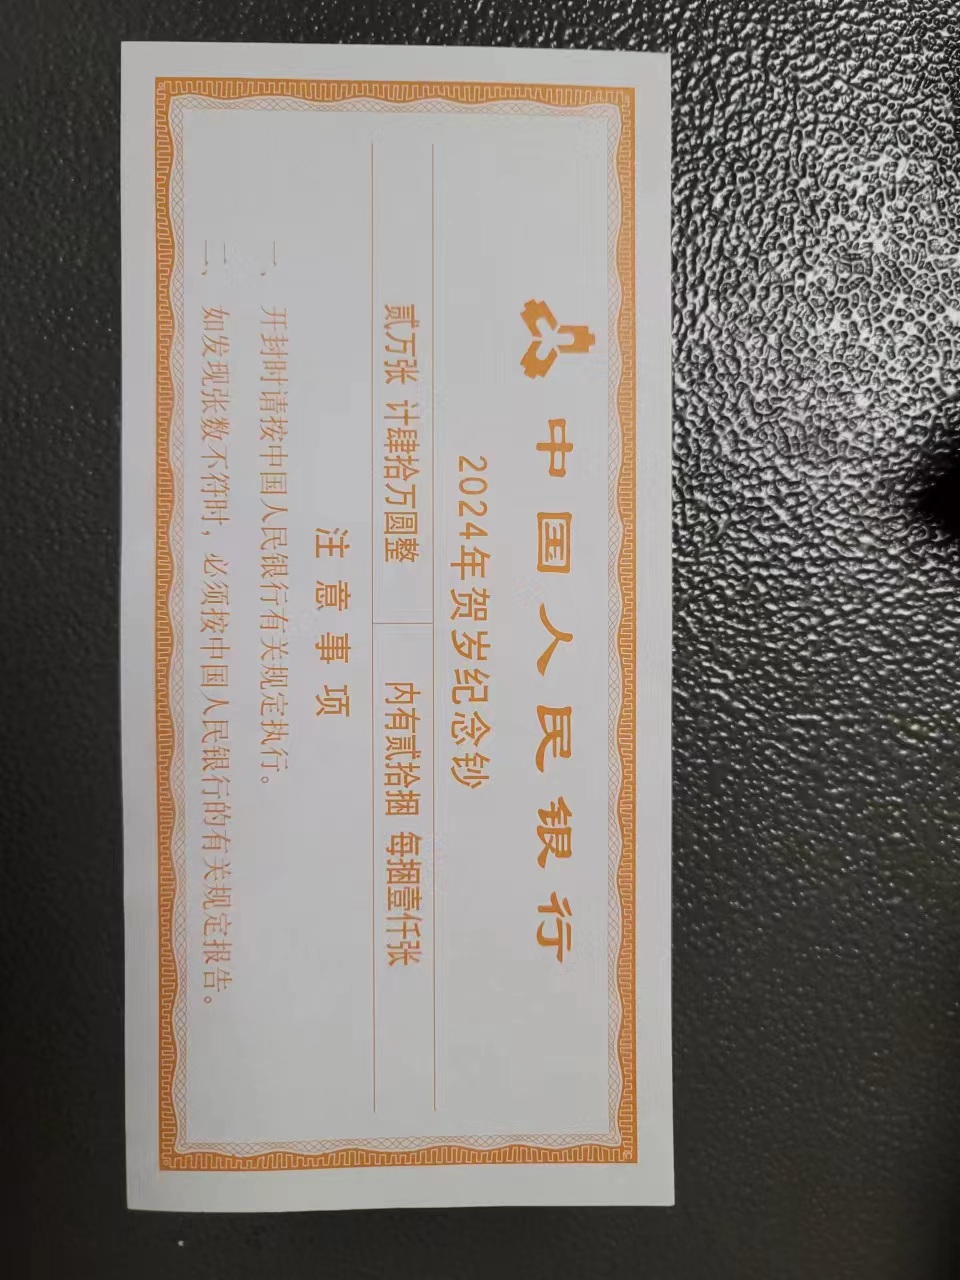 中国人民银行
2024年贺岁纪念钞
贰万张 计肆拾万圆整 内有贰拾捆 每捆壹仟张
注意事项
一、开封时请按中国人民银行有关规定执行。
二、如发现张数不符时，必须按中国人民银行的有关规定报告。